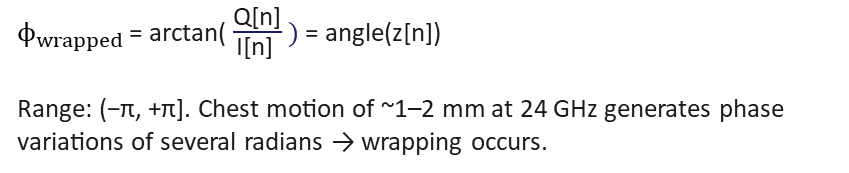 ϕwrapped = arctan( Q[n] / I[n] ) = angle(z[n])
Range: (−π, +π]. Chest motion of ~1–2 mm at 24 GHz generates phase
variations of several radians → wrapping occurs.